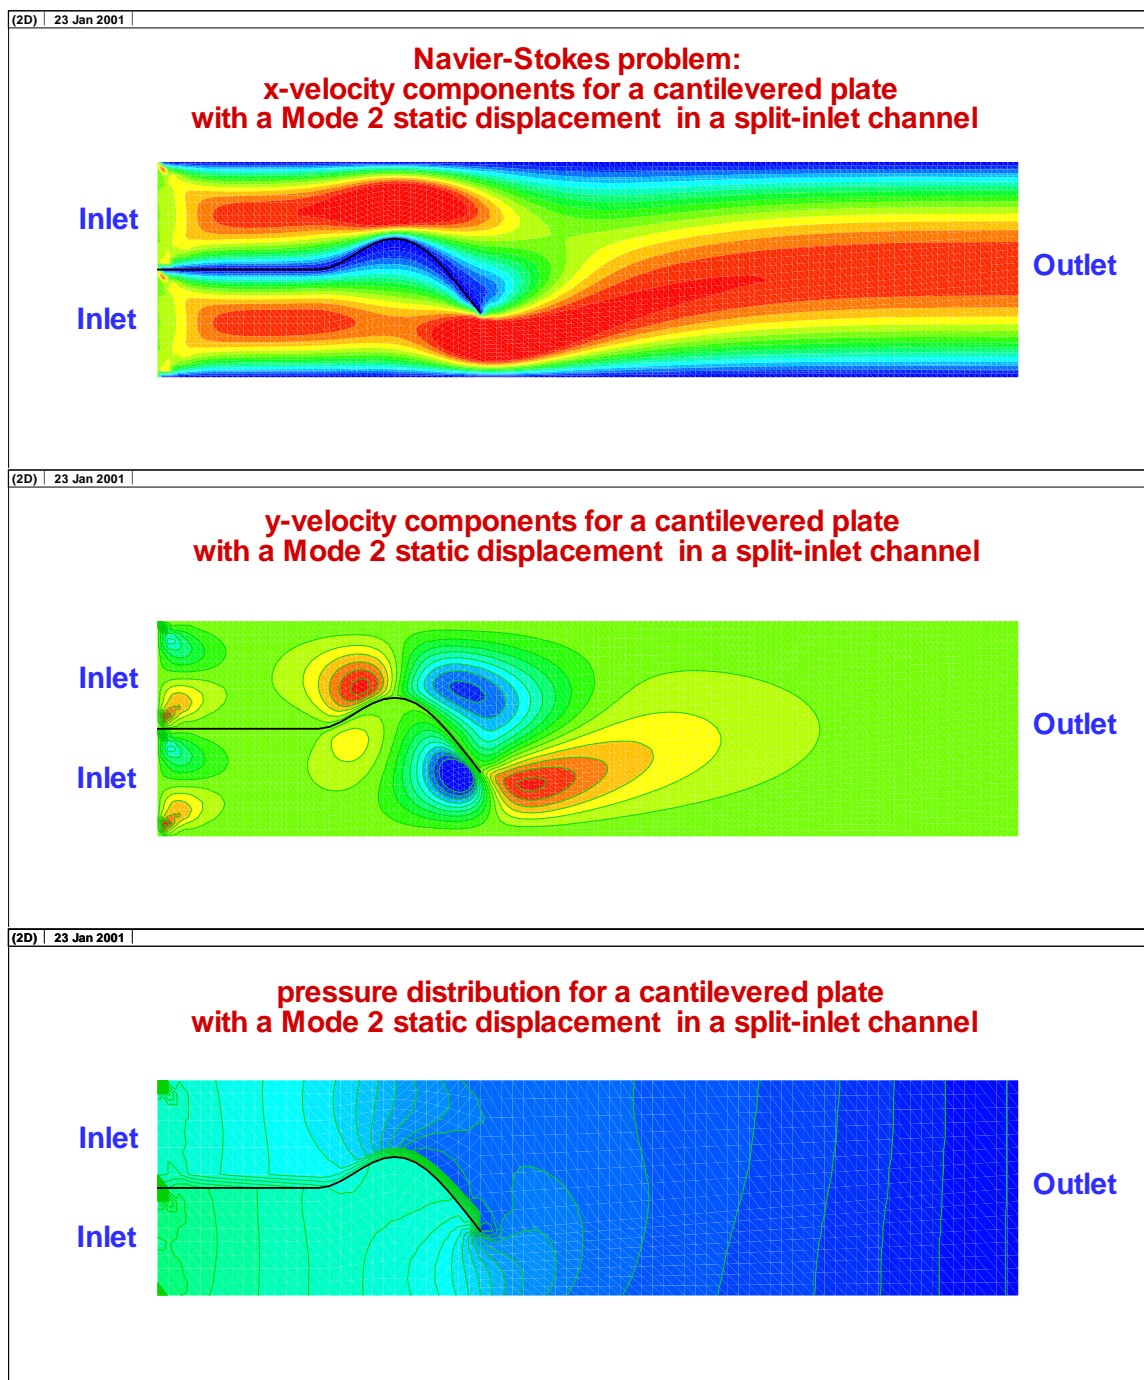 (2D) 23 Jan 2001
Navier-Stokes problem:
x-velocity components for a cantilevered plate
with a Mode 2 static displacement in a split-inlet channel
Inlet
Outlet
Inlet
(2D) 23 Jan 2001
y-velocity components for a cantilevered plate
with a Mode 2 static displacement in a split-inlet channel
Inlet
Outlet
Inlet
(2D) 23 Jan 2001
pressure distribution for a cantilevered plate
with a Mode 2 static displacement in a split-inlet channel
Inlet
Outlet
Inlet